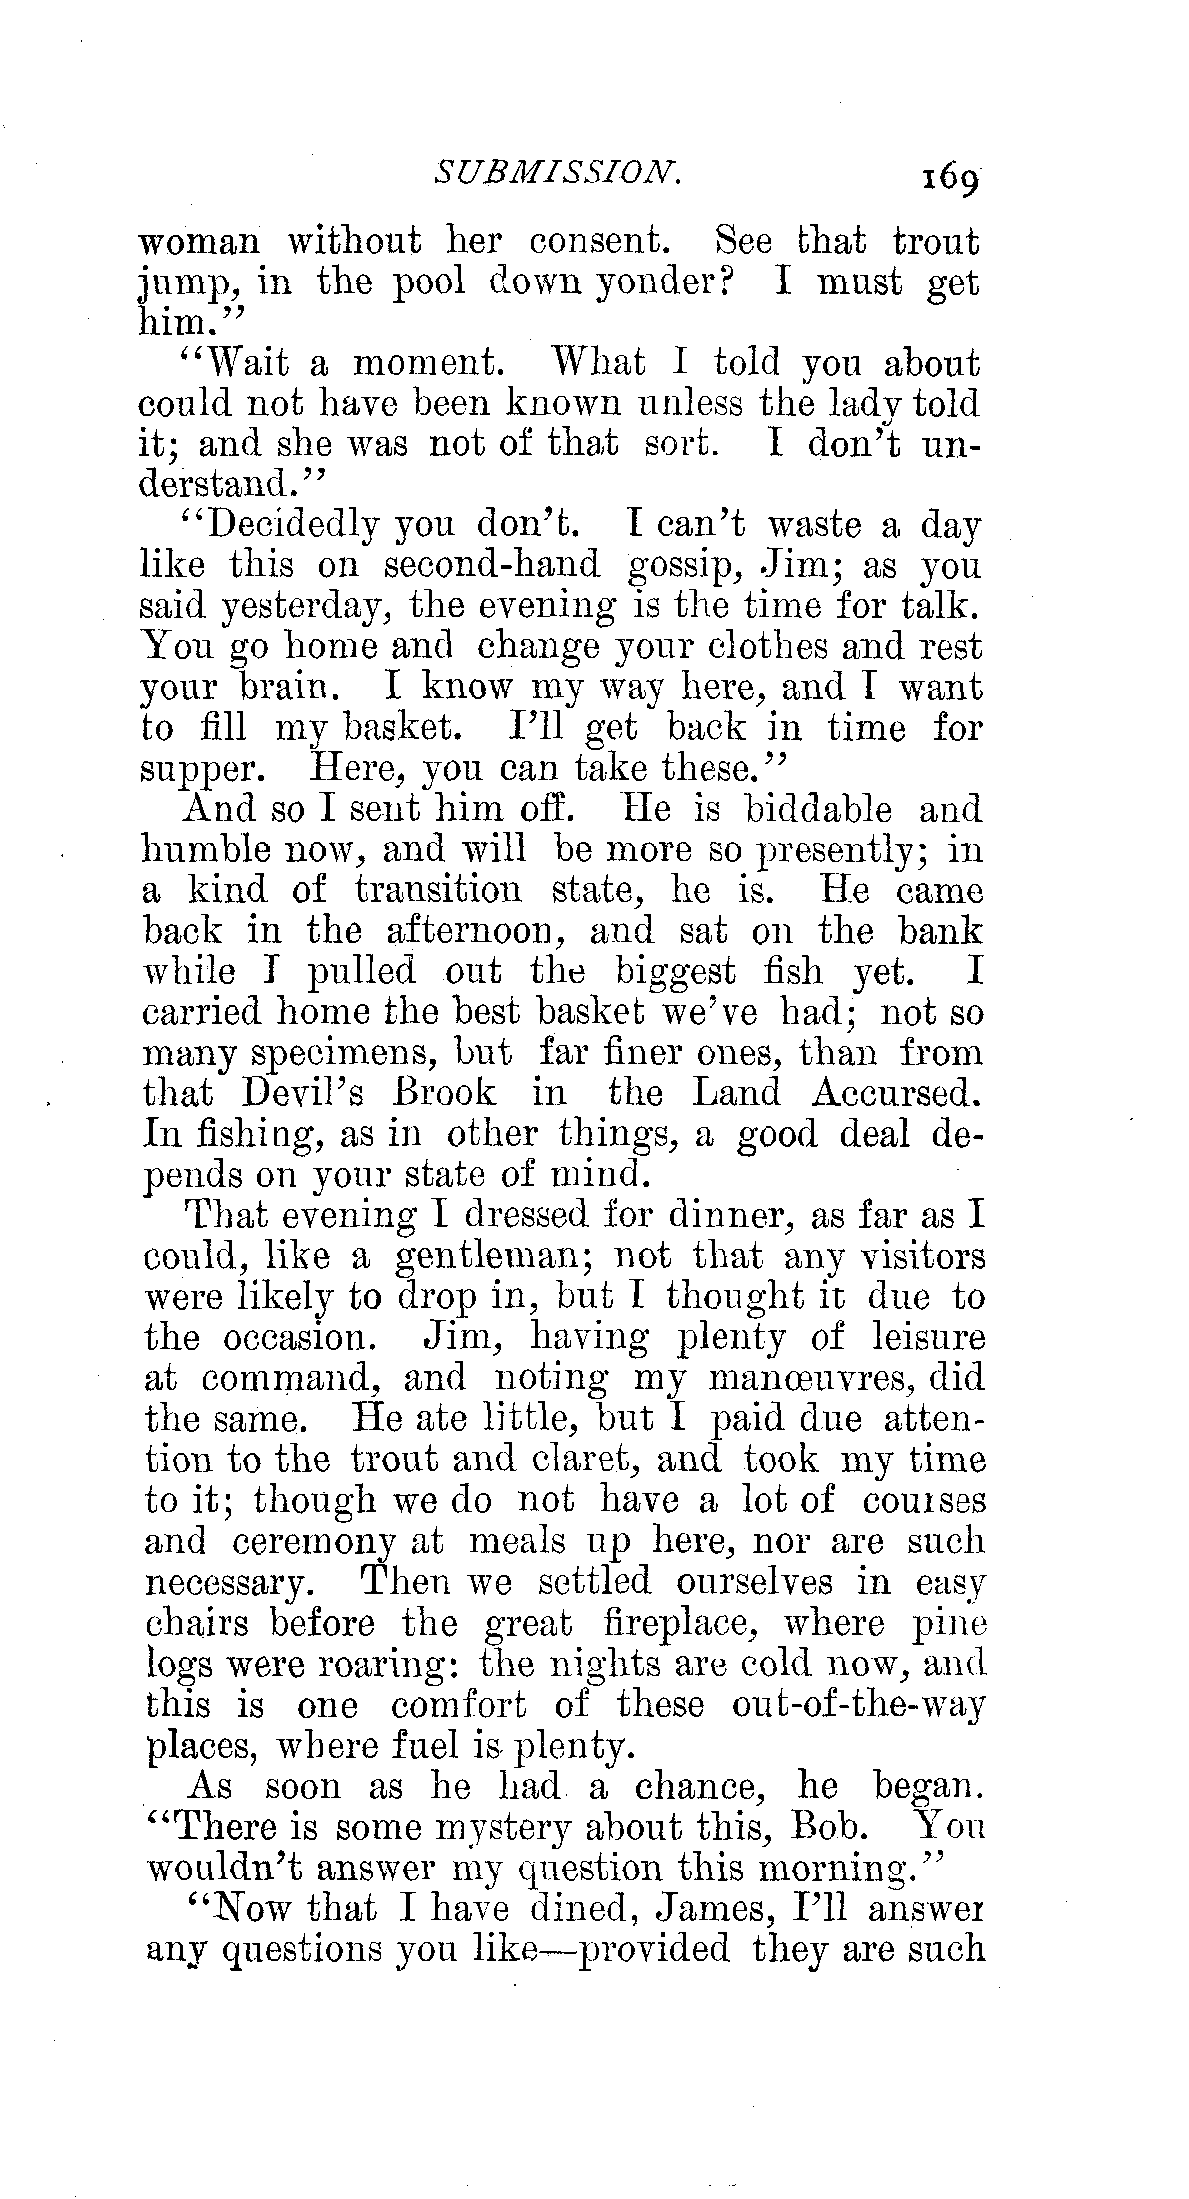 SUBMISSION. 169
woman without her consent. See that trout
jump, in the pool down yonder? I must get
him."
"Wait a moment. What I told you about
could not have been known unless the lady told
it; and she was not of that sort. I don't un-
derstand."
"Decidedly you don't. I can't waste a day
like this on second-hand gossip, Jim; as you
said yesterday, the evening is the time for talk.
You go home and change your clothes and rest
your brain. I know my way here, and I want
to fill my basket. I'll get back in time for
supper. Here, you can take these."
And so I sent him off. He is biddable and
humble now, and will be more so presently; in
a kind of transition state, he is. He came
back in the afternoon, and sat on the bank
while I pulled out the biggest fish yet. I
carried home the best basket we've had; not so
many specimens, but far finer ones, than from
that Devil's Brook in the Land Accursed.
In fishing, as in other things, a good deal de-
pends on your state of mind.
That evening I dressed for dinner, as far as I
could, like a gentleman; not that any visitors
were likely to drop in, but I thought it due to
the occasion. Jim, having plenty of leisure
at command, and noting my manœuvres, did
the same. He ate little, but I paid due atten-
tion to the trout and claret, and took my time
to it; though we do not have a lot of courses
and ceremony at meals up here, nor are such
necessary. Then we settled ourselves in easy
chairs before the great fireplace, where pine
logs were roaring: the nights are cold now, and
this is one comfort of these out-of-the-way
places, where fuel is plenty.
As soon as he had a chance, he began.
"There is some mystery about this, Bob. You
wouldn't answer my question this morning."
"Now that I have dined, James, I'll answer
any questions you like—provided they are such